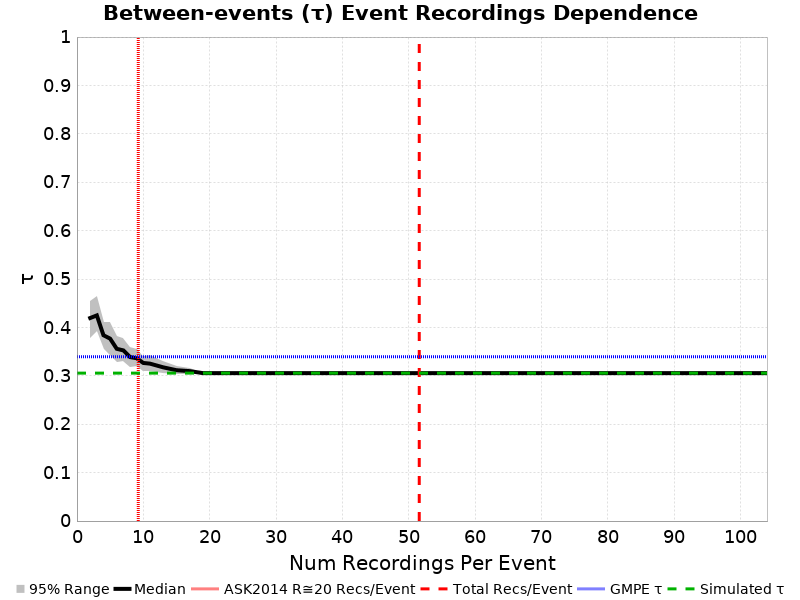 Between-events (τ) Event Recordings Dependence
1
0.9
0.8
0.7
0.6
0.5
0.4
0.3
0.2
0.1
0
τ
0 10 20 30 40 50 60 70 80 90 100
Num Recordings Per Event
95% Range Median ASK2014 R≅20 Recs/Event Total Recs/Event GMPE τ Simulated τ